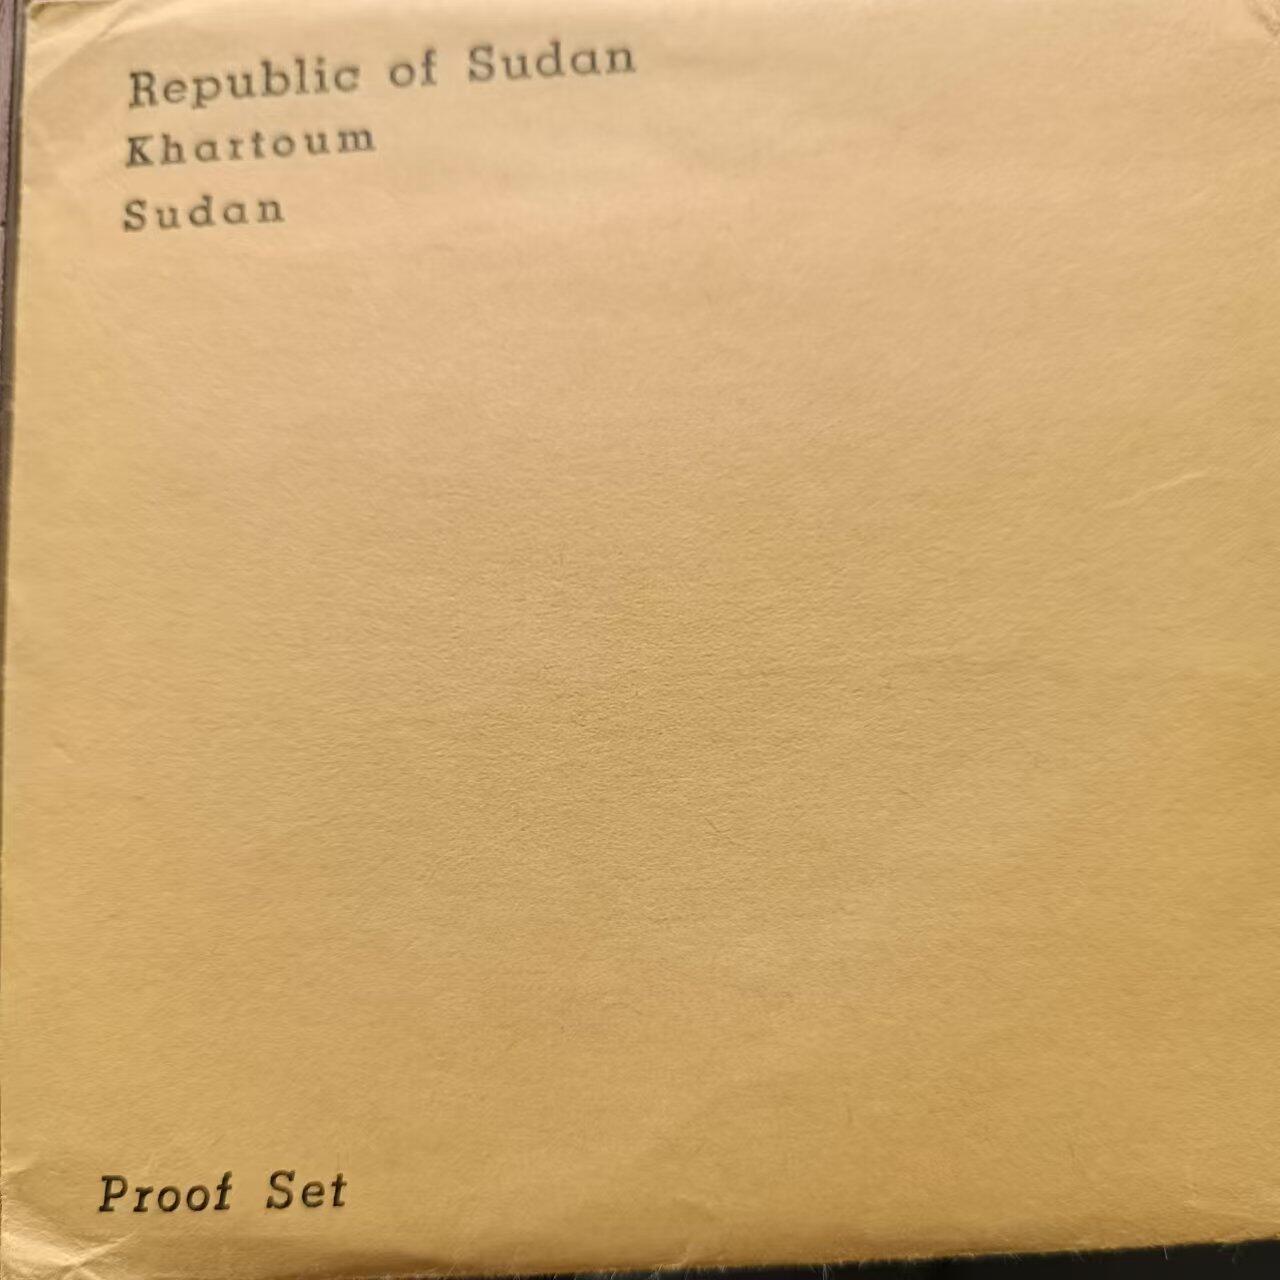 Republic of Sudan
Khartoum
Sudan
Proof Set